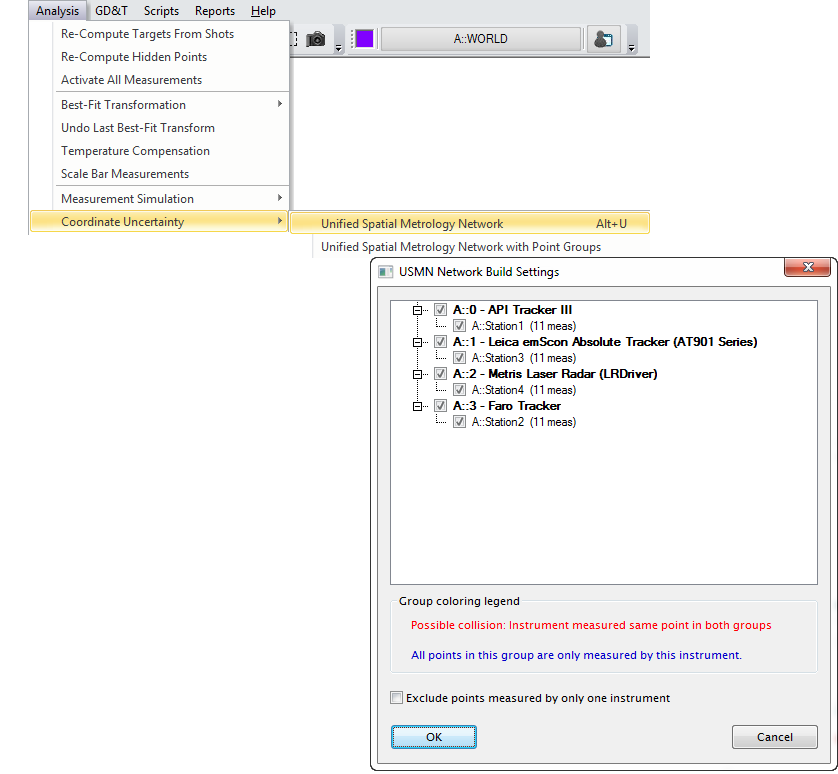 Analysis GD&T Scripts Reports Help
Re-Compute Targets From Shots
Re-Compute Hidden Points
A::WORLD
Activate All Measurements
Best-Fit Transformation
Undo Last Best-Fit Transform
Temperature Compensation
Scale Bar Measurements
Measurement Simulation
Coordinate Uncertainty
Unified Spatial Metrology Network Alt+U
Unified Spatial Metrology Network with Point Groups
USMN Network Build Settings
A::0 - API Tracker III
A::Station1 (11 meas)
A::1 - Leica emScon Absolute Tracker (AT901 Series)
A::Station3 (11 meas)
A::2 - Metris Laser Radar (LRDriver)
A::Station4 (11 meas)
A::3 - Faro Tracker
A::Station2 (11 meas)
Group coloring legend
Possible collision: Instrument measured same point in both groups
All points in this group are only measured by this instrument.
Exclude points measured by only one instrument
OK Cancel